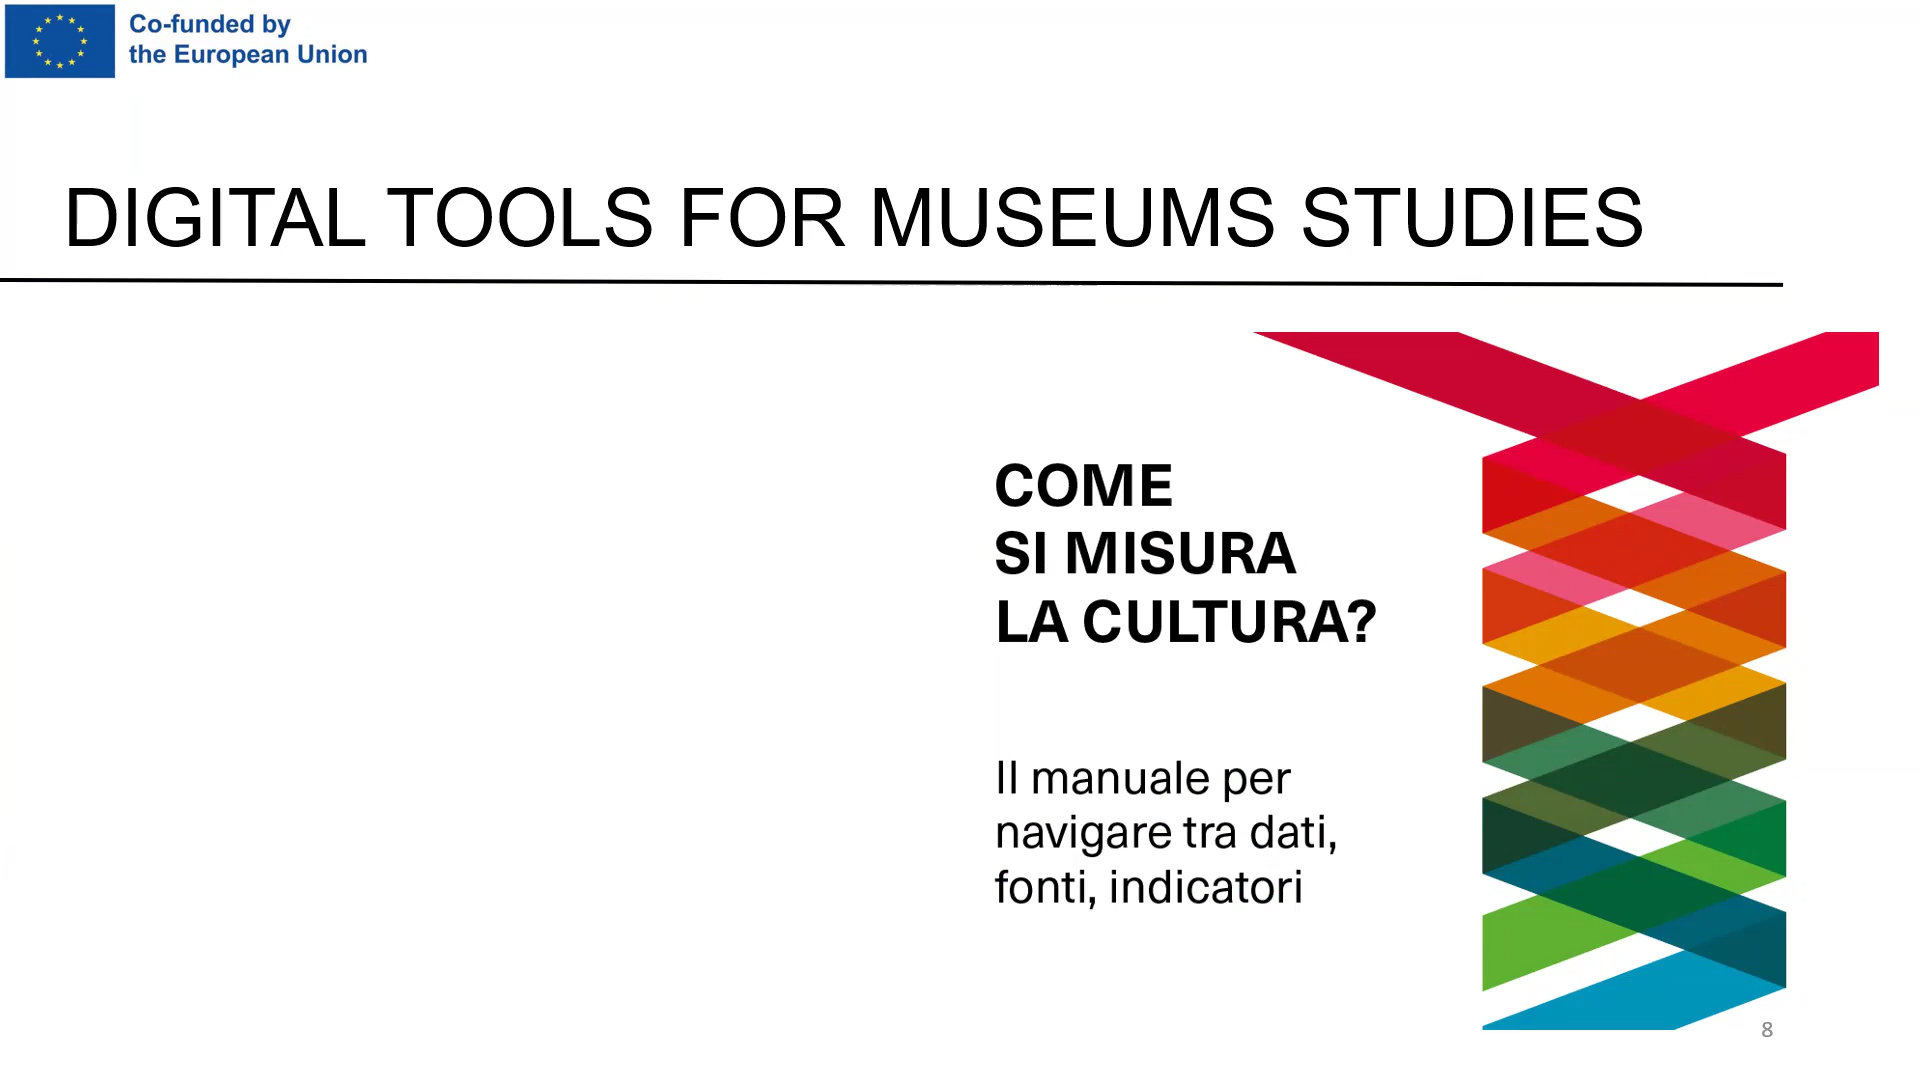 Co-funded by
the European Union
DIGITAL TOOLS FOR MUSEUMS STUDIES
COME
SI MISURA
LA CULTURA?
Il manuale per
navigare tra dati,
fonti, indicatori
8